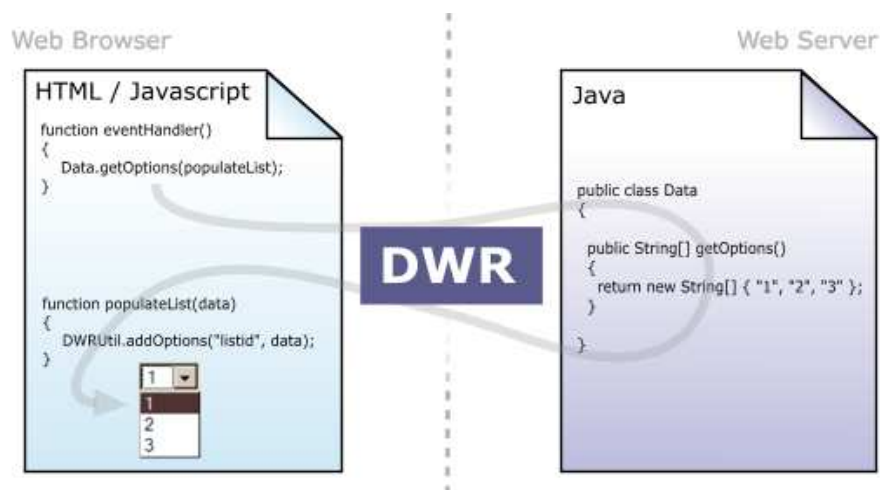 Web Browser
Web Server
HTML / Javascript
function eventHandler()
{
Data.getOptions(populateList);
}
function populateList(data)
{
DWRUtil.addOptions("listid", data);
}
1
1
2
3
DWR
Java
public class Data
{
public String[] getOptions()
{
return new String[] { "1", "2", "3" };
}
}